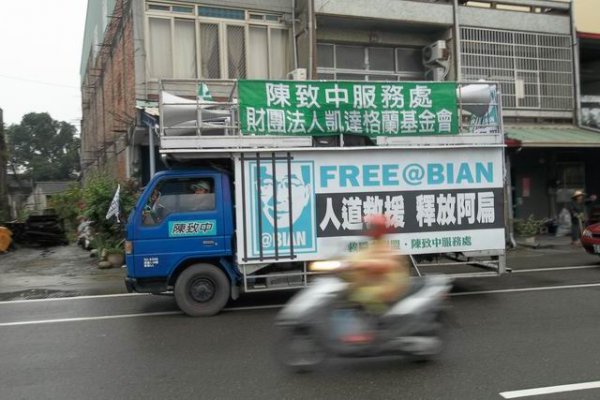 陳致中服務處
財團法人凱達格蘭基金會
FREE@BIAN
人道救援 釋放阿扁
@BIAN
陳致中服務處
陳致中